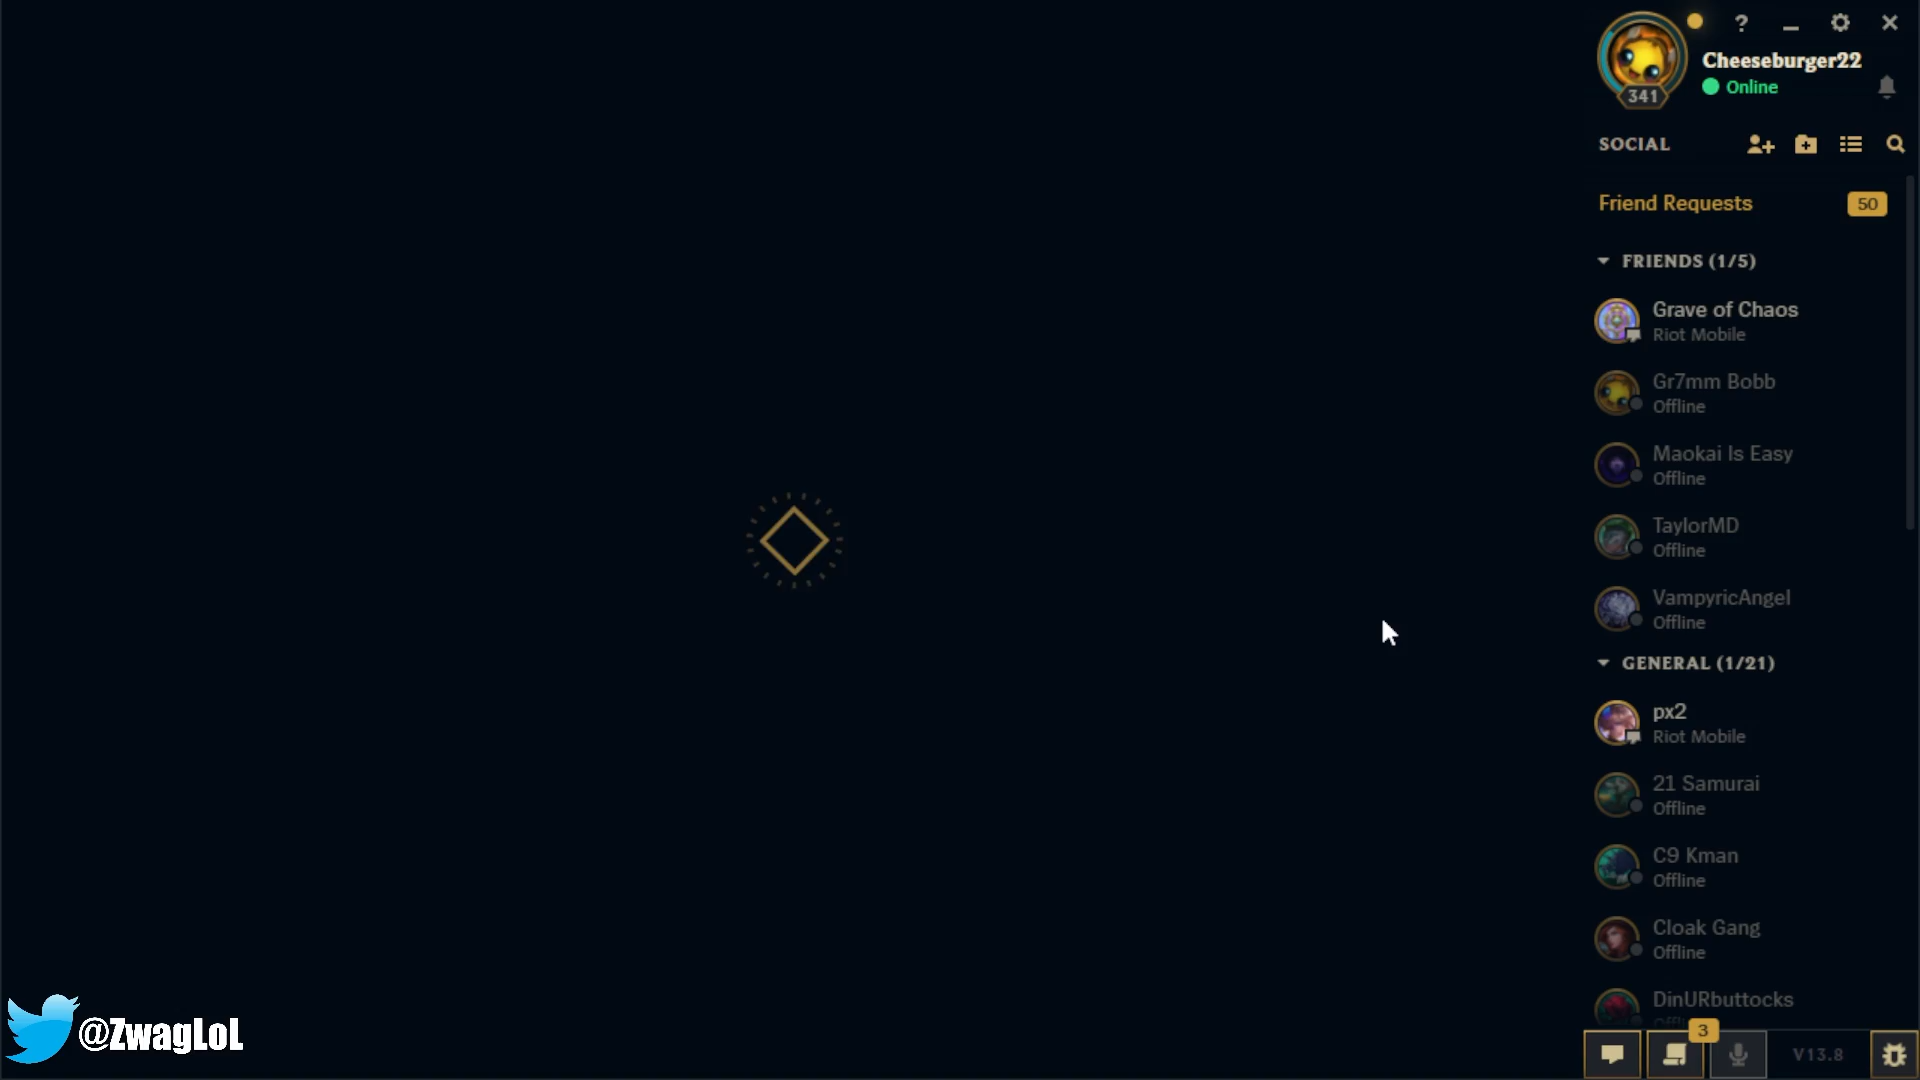 ?
Cheeseburger22
341
Online
SOCIAL
Friend Requests
50
FRIENDS (1/5)
Grave of Chaos
Riot Mobile
Gr7mm Bobb
Offline
Maokai Is Easy
Offline
TaylorMD
Offline
VampyricAngel
Offline
GENERAL (1/21)
px2
Riot Mobile
21 Samurai
Offline
C9 Kman
Offline
Cloak Gang
Offline
DinURbuttocks
3
V13.8
@ZwagLoL